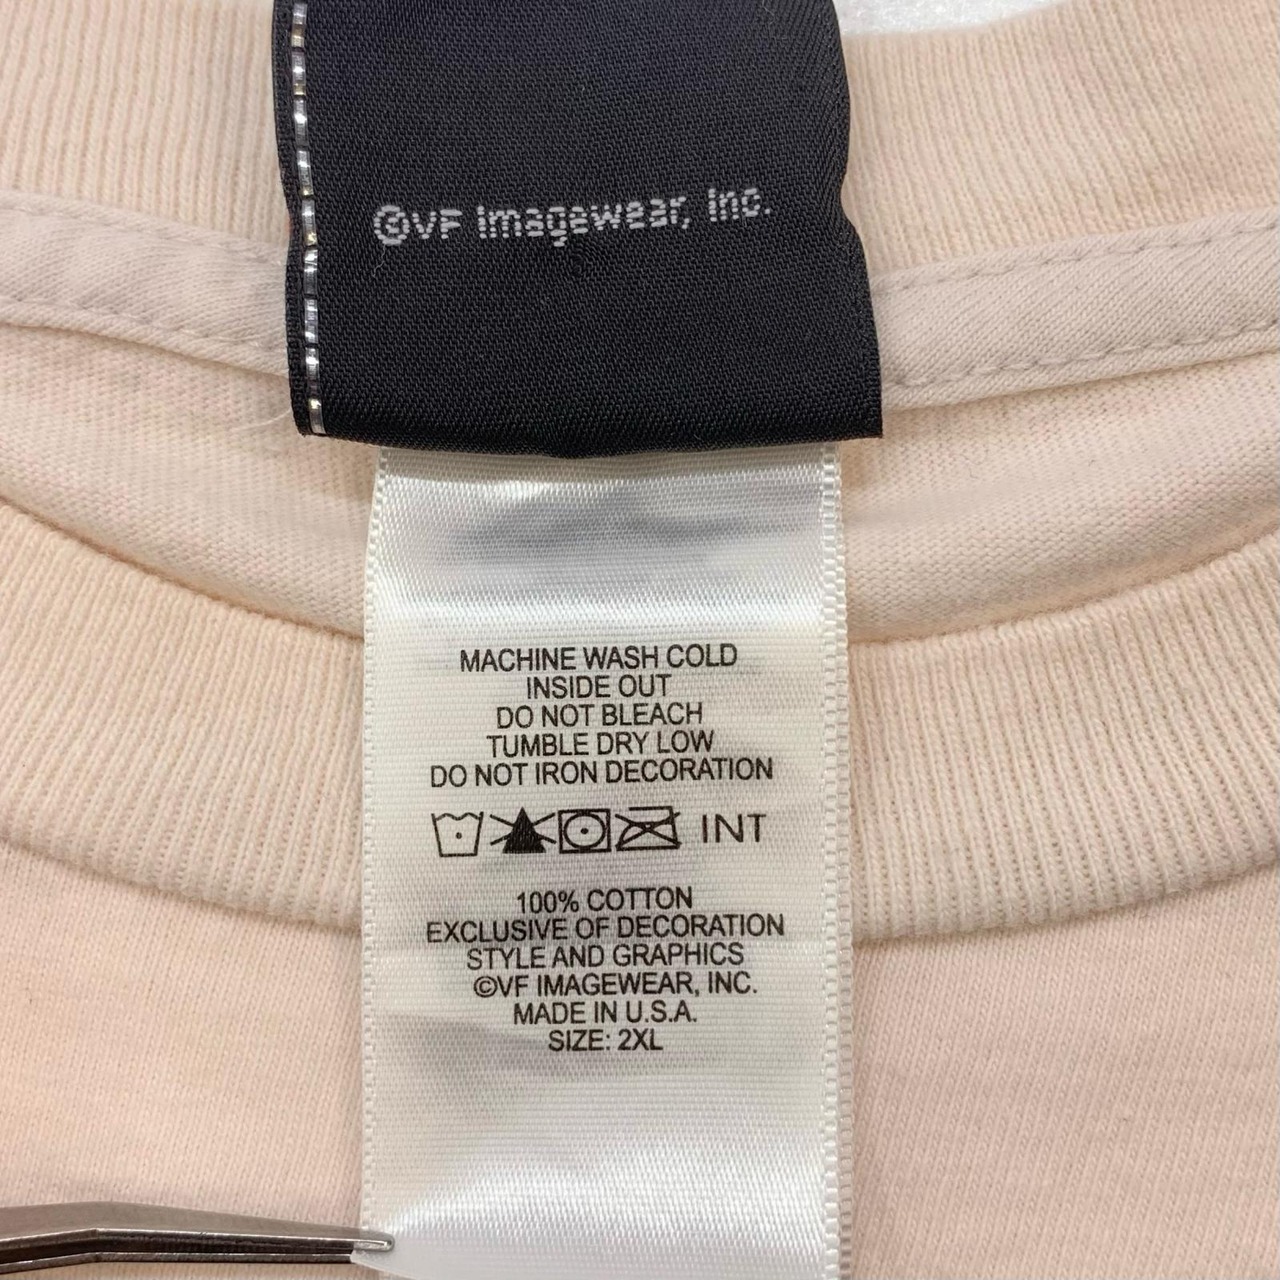 ©VF Imagewear, Inc.
MACHINE WASH COLD
INSIDE OUT
DO NOT BLEACH
TUMBLE DRY LOW
DO NOT IRON DECORATION
INT
100% COTTON
EXCLUSIVE OF DECORATION
STYLE AND GRAPHICS
©VF IMAGEWEAR, INC.
MADE IN U.S.A.
SIZE: 2XL